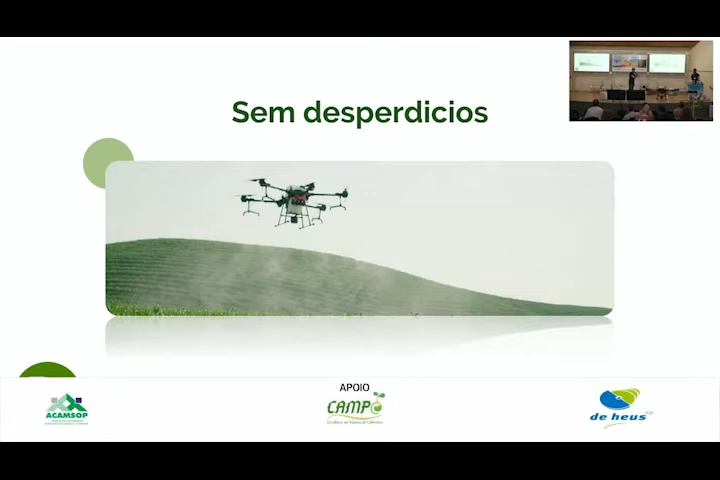 Sem desperdicios
APOIO
ACAMSOP
CAMPO
de heus